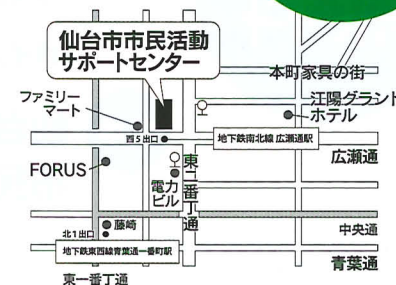 仙台市市民活動
サポートセンター
本町家具の街
ファミリー
マート
江陽グランド
ホテル
西5出口
地下鉄南北線 広瀬通駅
広瀬通
FORUS
電力
ビル
東二番丁通
藤崎
北1出口
中央通
地下鉄東西線青葉通一番町駅
青葉通
東一番丁通